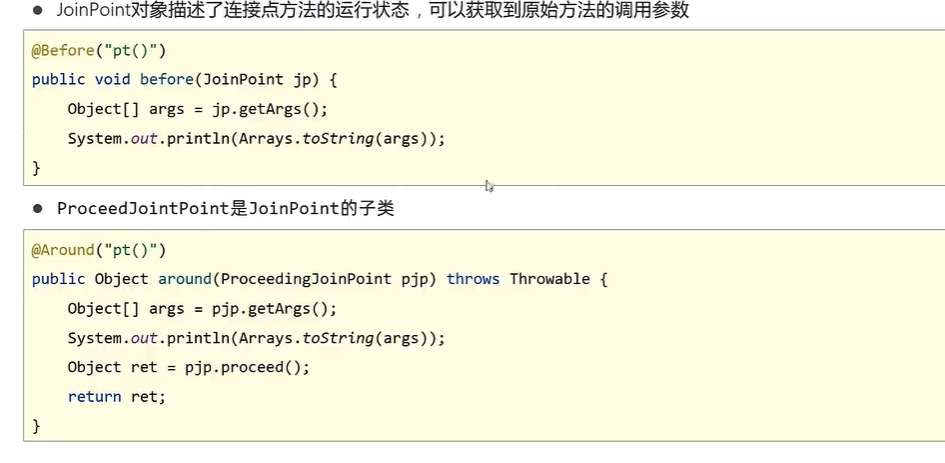 ● JoinPoint对象描述了连接点方法的运行状态，可以获取到原始方法的调用参数
@Before("pt()")
public void before(JoinPoint jp) {
    Object[] args = jp.getArgs();
    System.out.println(Arrays.toString(args));
}
● ProceedJointPoint是JoinPoint的子类
@Around("pt()")
public Object around(ProceedingJoinPoint pjp) throws Throwable {
    Object[] args = pjp.getArgs();
    System.out.println(Arrays.toString(args));
    Object ret = pjp.proceed();
    return ret;
}